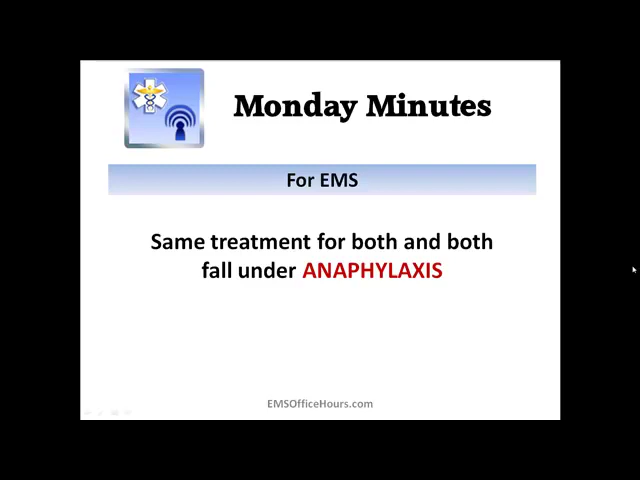 Monday Minutes
For EMS
Same treatment for both and both
fall under ANAPHYLAXIS
EMSOfficeHours.com